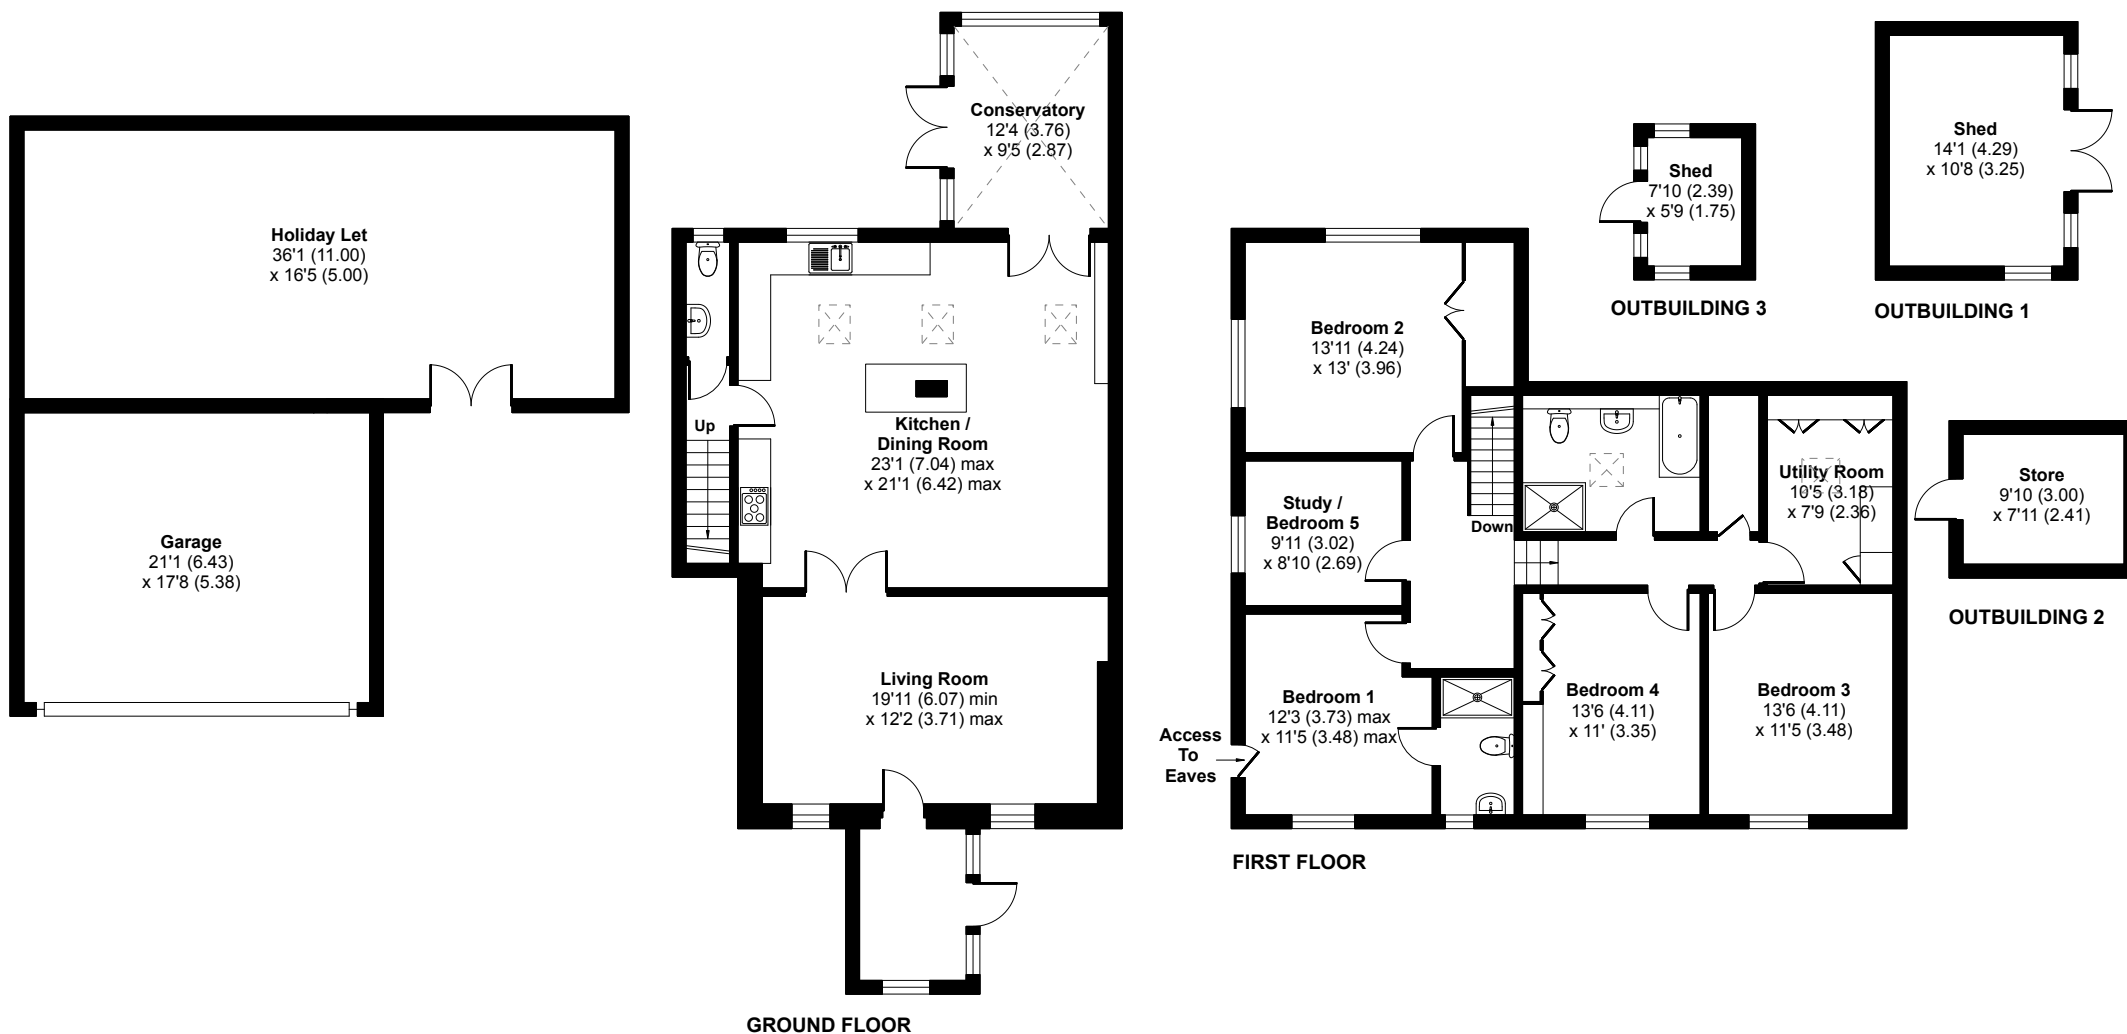 Conservatory
12'4 (3.76)
x 9'5 (2.87)
Holiday Let
36'1 (11.00)
x 16'5 (5.00)
Garage
21'1 (6.43)
x 17'8 (5.38)
Up
Kitchen /
Dining Room
23'1 (7.04) max
x 21'1 (6.42) max
Living Room
19'11 (6.07) min
x 12'2 (3.71) max
GROUND FLOOR
Bedroom 2
13'11 (4.24)
x 13' (3.96)
Study /
Bedroom 5
9'11 (3.02)
x 8'10 (2.69)
Down
Utility Room
10'5 (3.18)
x 7'9 (2.36)
Bedroom 1
12'3 (3.73) max
x 11'5 (3.48) max
Access
To
Eaves
Bedroom 4
13'6 (4.11)
x 11' (3.35)
Bedroom 3
13'6 (4.11)
x 11'5 (3.48)
FIRST FLOOR
Shed
7'10 (2.39)
x 5'9 (1.75)
OUTBUILDING 3
Shed
14'1 (4.29)
x 10'8 (3.25)
OUTBUILDING 1
Store
9'10 (3.00)
x 7'11 (2.41)
OUTBUILDING 2